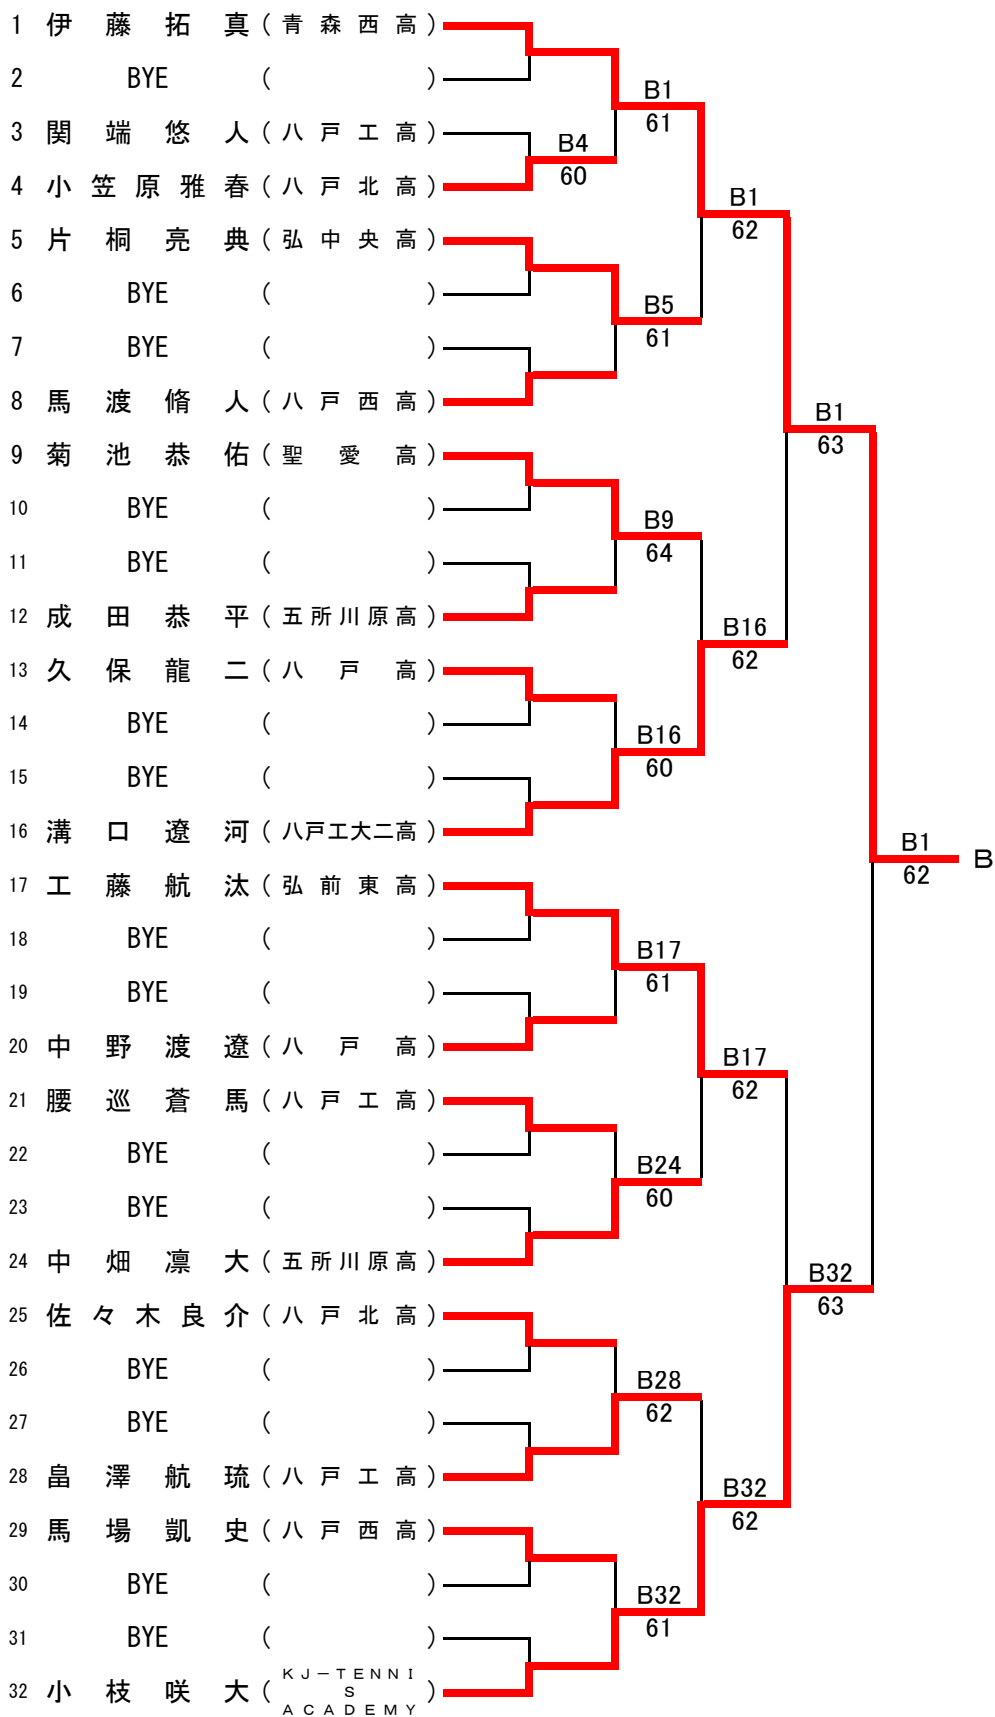 1 伊藤拓真 (青森西高)
2 BYE ( )
B1
3 関端悠人 (八戸工高)
61
B4
60
4 小笠原雅春 (八戸北高)
B1
62
5 片桐亮典 (弘中央高)
6 BYE ( )
B5
61
7 BYE ( )
8 馬渡脩人 (八戸西高)
B1
63
9 菊池恭佑 (聖愛高)
10 BYE ( )
B9
64
11 BYE ( )
12 成田恭平 (五所川原高)
B16
62
13 久保龍二 (八戸高)
14 BYE ( )
B16
60
15 BYE ( )
16 溝口遼河 (八戸工大二高)
B1
62
B
17 工藤航汰 (弘前東高)
18 BYE ( )
B17
61
19 BYE ( )
20 中野渡遼 (八戸高)
B17
62
21 腰巡蒼馬 (八戸工高)
22 BYE ( )
B24
60
23 BYE ( )
24 中畑凛大 (五所川原高)
B32
63
25 佐々木良介 (八戸北高)
26 BYE ( )
B28
62
27 BYE ( )
28 畠澤航琉 (八戸工高)
B32
62
29 馬場凱史 (八戸西高)
30 BYE ( )
B32
61
31 BYE ( )
32 小枝咲大 (KJ-TENNI
S
ACADEMY)